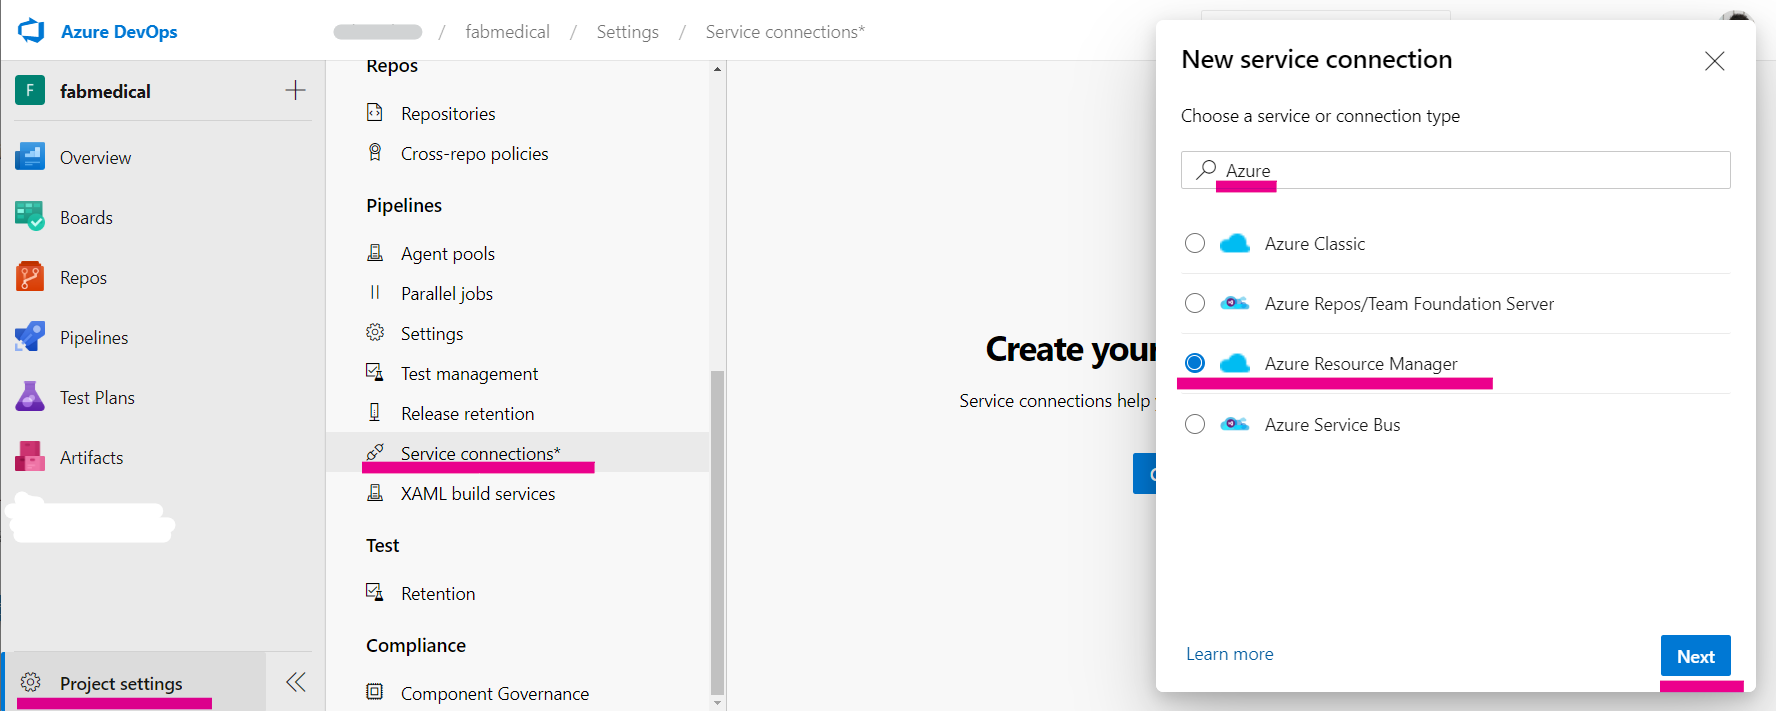 Azure DevOps
/ fabmedical / Settings / Service connections*
F fabmedical
Overview
Boards
Repos
Pipelines
Test Plans
Artifacts
Project settings
Repos
Repositories
Cross-repo policies
Pipelines
Agent pools
Parallel jobs
Settings
Test management
Release retention
Service connections*
XAML build services
Test
Retention
Compliance
Component Governance
Create your
Service connections help
New service connection
Choose a service or connection type
Azure
Azure Classic
Azure Repos/Team Foundation Server
Azure Resource Manager
Azure Service Bus
Learn more
Next